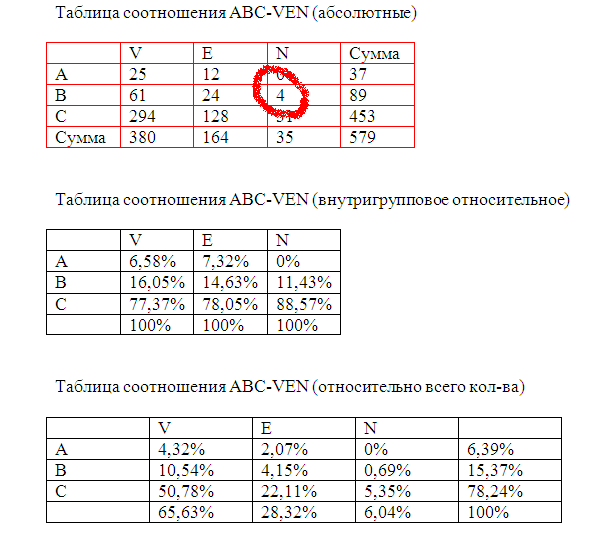 Таблица соотношения ABC-VEN (абсолютные)
V E N Сумма
A 25 12 0 37
B 61 24 4 89
C 294 128 31 453
Сумма 380 164 35 579
Таблица соотношения ABC-VEN (внутригрупповое относительное)
V E N
A 6,58% 7,32% 0%
B 16,05% 14,63% 11,43%
C 77,37% 78,05% 88,57%
100% 100% 100%
Таблица соотношения ABC-VEN (относительно всего кол-ва)
V E N
A 4,32% 2,07% 0% 6,39%
B 10,54% 4,15% 0,69% 15,37%
C 50,78% 22,11% 5,35% 78,24%
65,63% 28,32% 6,04% 100%